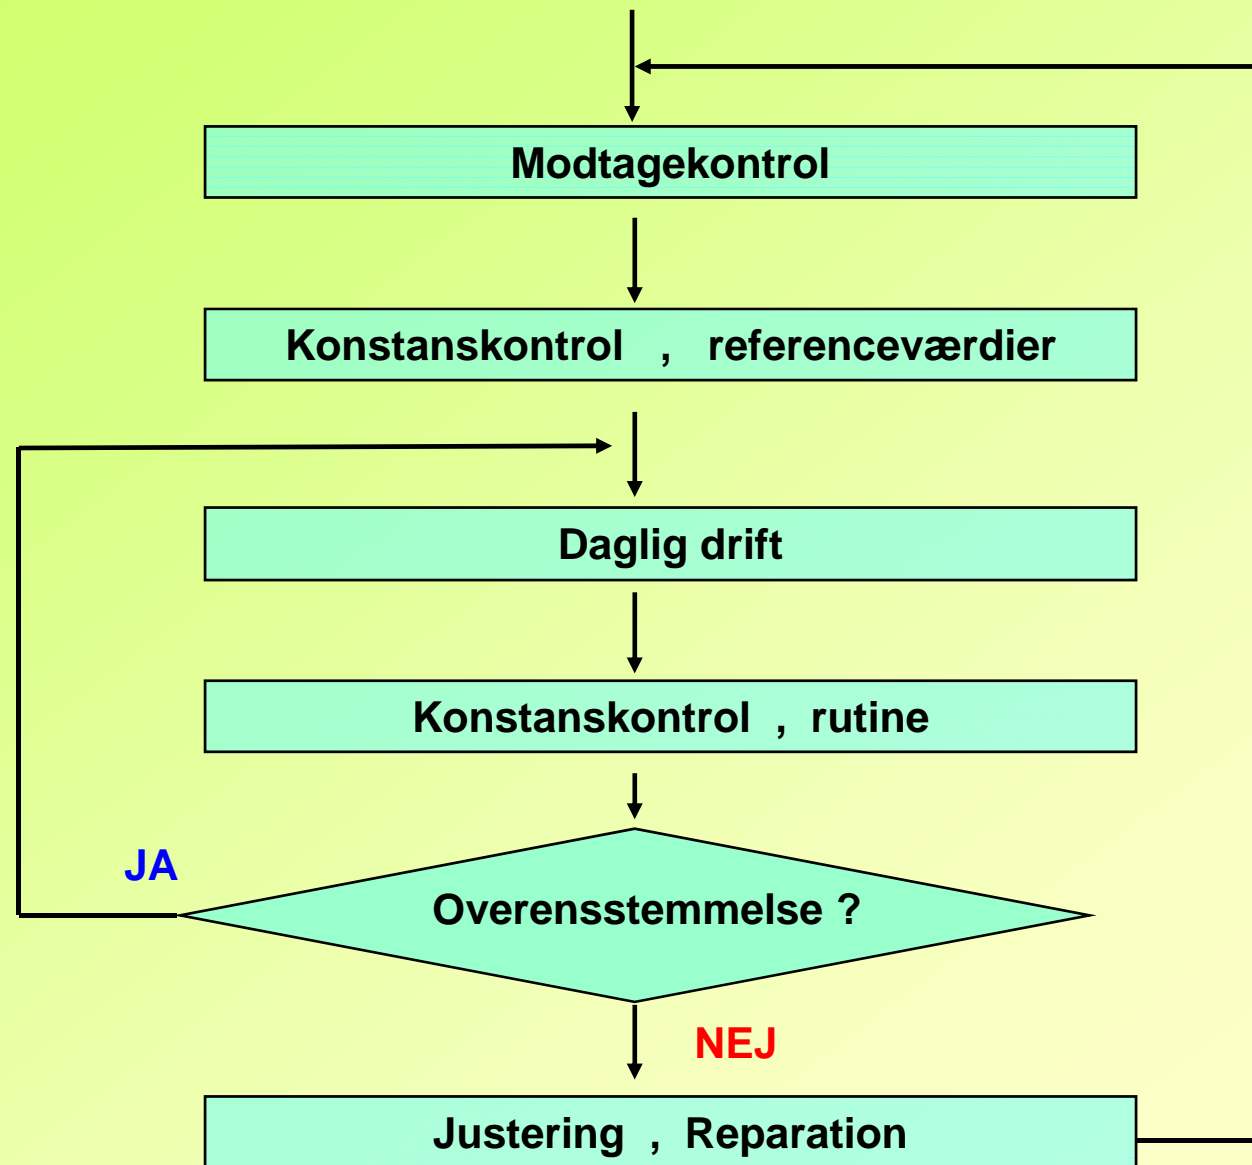 Modtagekontrol
Konstanskontrol , referenceværdier
Daglig drift
Konstanskontrol , rutine
JA
Overensstemmelse ?
NEJ
Justering , Reparation